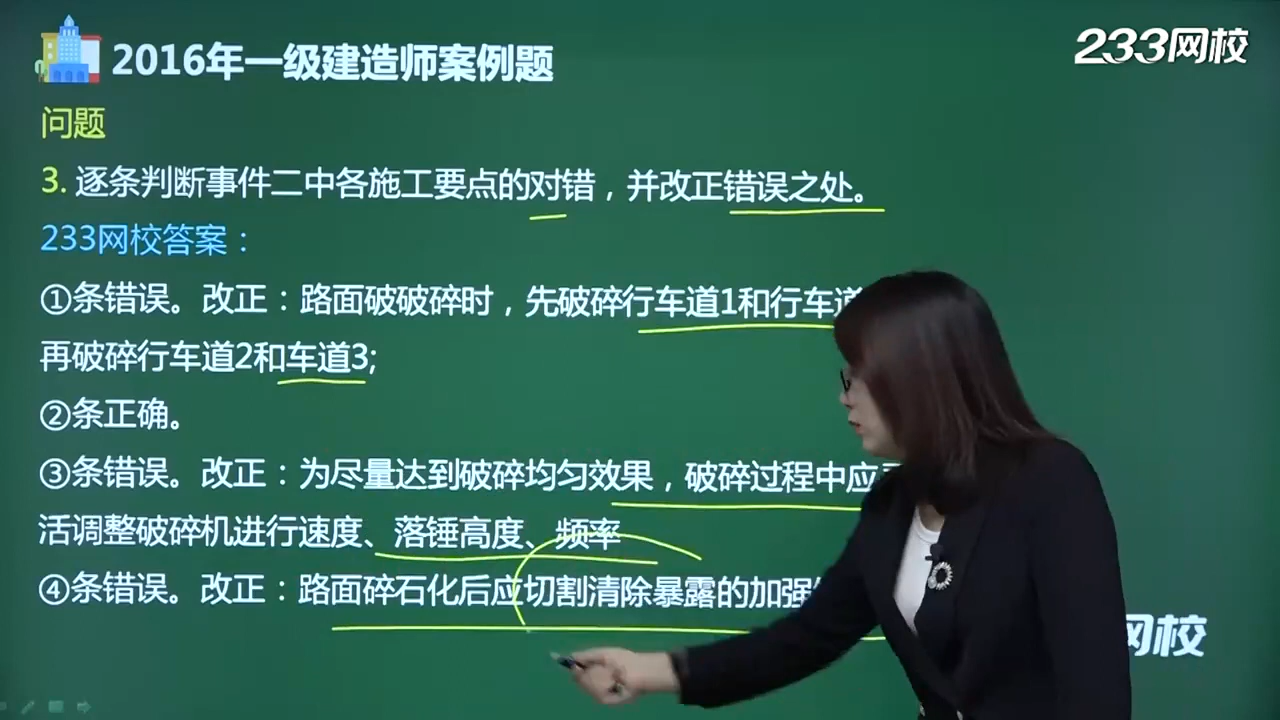 2016年一级建造师案例题
233网校
问题
3. 逐条判断事件二中各施工要点的对错，并改正错误之处。
233网校答案：
①条错误。改正：路面破破碎时，先破碎行车道1和行车道
再破碎行车道2和车道3;
②条正确。
③条错误。改正：为尽量达到破碎均匀效果，破碎过程中应
活调整破碎机进行速度、落锤高度、频率
④条错误。改正：路面碎石化后应切割清除暴露的加强
网校